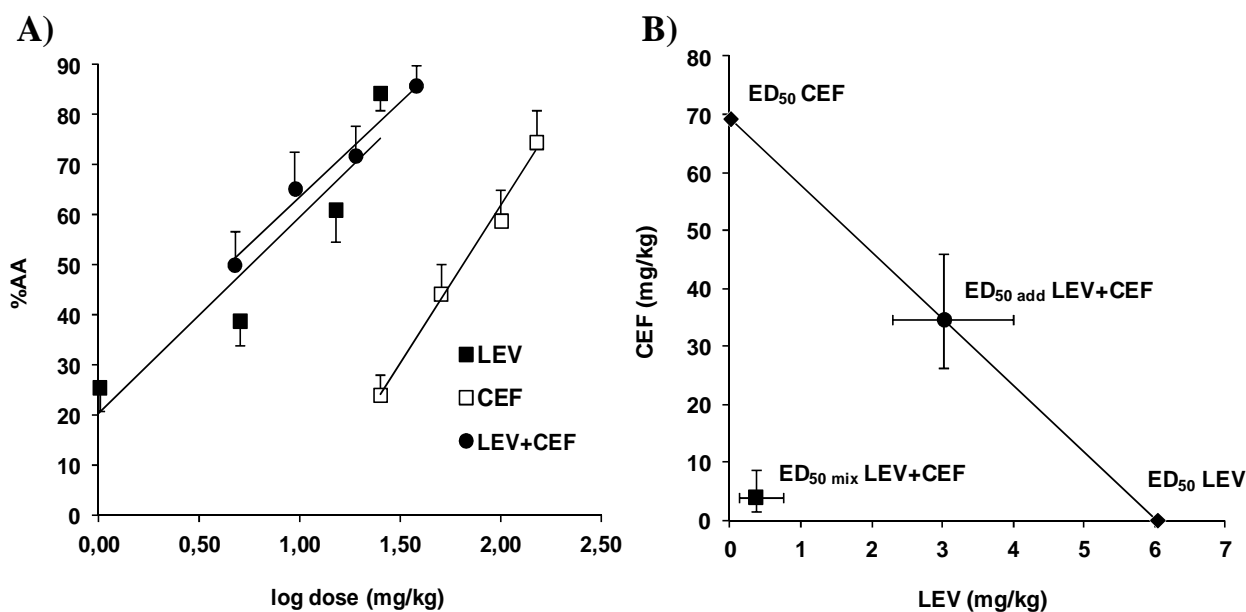 A)
90
80
70
60
50
40
30
20
10
0
%AA
0,00 0,50 1,00 1,50 2,00 2,50
log dose (mg/kg)
LEV
CEF
LEV+CEF
B)
80
70
60
50
40
30
20
10
0
CEF (mg/kg)
ED50 CEF
ED50 add LEV+CEF
ED50 mix LEV+CEF
ED50 LEV
0 1 2 3 4 5 6 7
LEV (mg/kg)